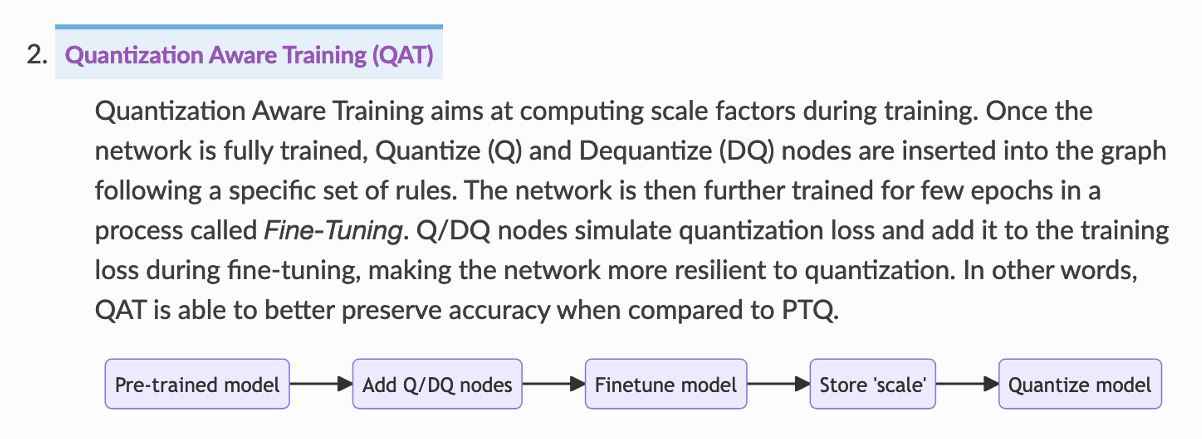 2. Quantization Aware Training (QAT)
Quantization Aware Training aims at computing scale factors during training. Once the
network is fully trained, Quantize (Q) and Dequantize (DQ) nodes are inserted into the graph
following a specific set of rules. The network is then further trained for few epochs in a
process called Fine-Tuning. Q/DQ nodes simulate quantization loss and add it to the training
loss during fine-tuning, making the network more resilient to quantization. In other words,
QAT is able to better preserve accuracy when compared to PTQ.
Pre-trained model
Add Q/DQ nodes
Finetune model
Store 'scale'
Quantize model